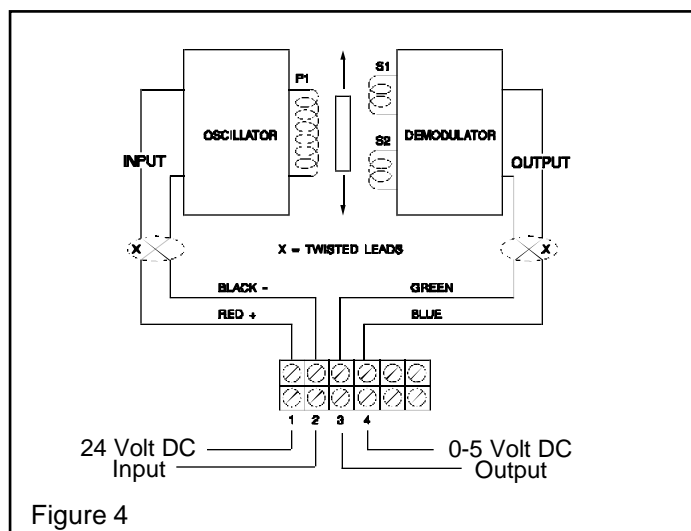 P1
S1
OSCILLATOR
DEMODULATOR
S2
INPUT
OUTPUT
X
X = TWISTED LEADS
X
BLACK -
GREEN
RED +
BLUE
1 2 3 4
24 Volt DC
Input
0-5 Volt DC
Output
Figure 4